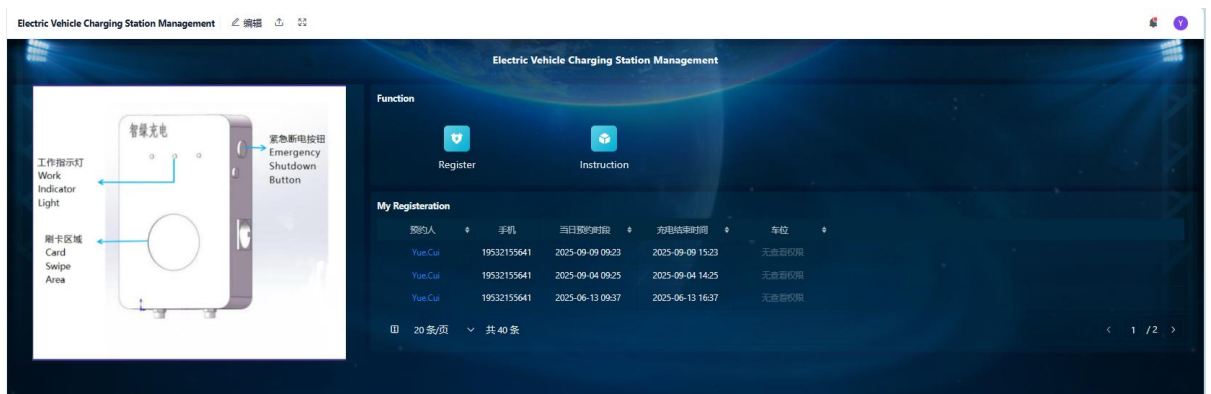 Electric Vehicle Charging Station Management
编辑
Y
Electric Vehicle Charging Station Management
智绿充电
紧急断电按钮
Emergency
Shutdown
Button
工作指示灯
Work
Indicator
Light
刷卡区域
Card
Swipe
Area
Function
Register
Instruction
My Registeration
预约人 手机 当日预约时段 充电结束时间 车位
Yue.Cui 19532155641 2025-09-09 09:23 2025-09-09 15:23 无查看权限
Yue.Cui 19532155641 2025-09-04 09:25 2025-09-04 14:25 无查看权限
Yue.Cui 19532155641 2025-06-13 09:37 2025-06-13 16:37 无查看权限
20 条/页 共 40 条
1 / 2